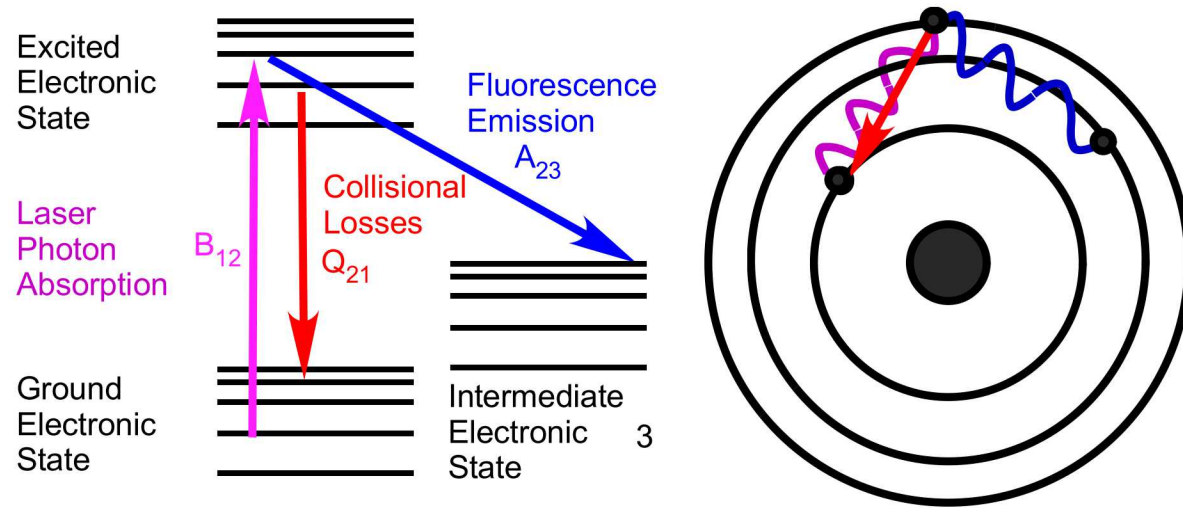 Excited
Electronic
State
Fluorescence
Emission
A23
Laser
Photon
Absorption
B12
Collisional
Losses
Q21
Ground
Electronic
State
Intermediate
Electronic 3
State